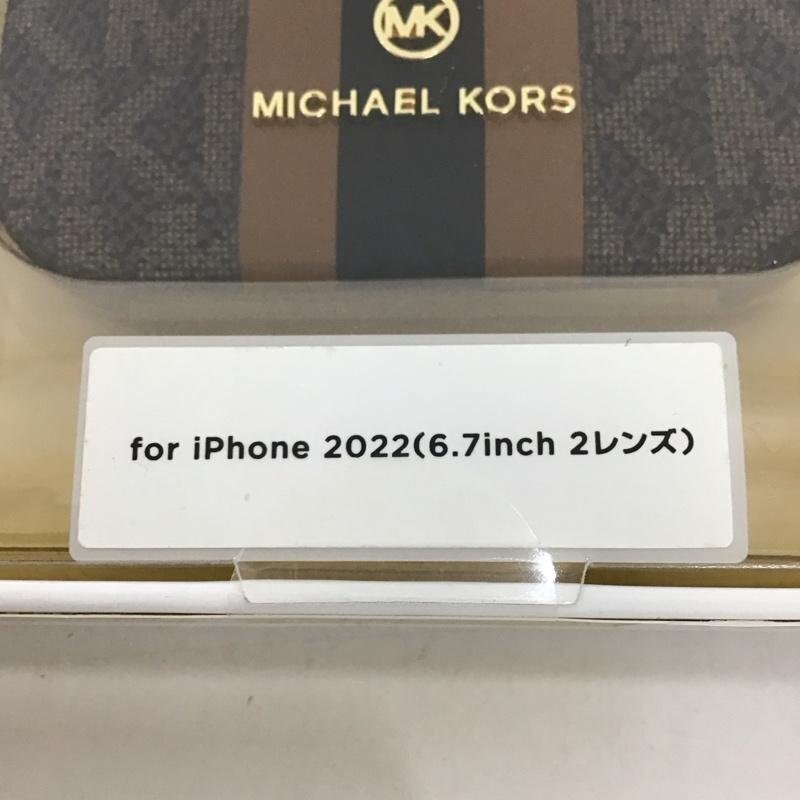 MK
MICHAEL KORS
for iPhone 2022(6.7inch 2レンズ)